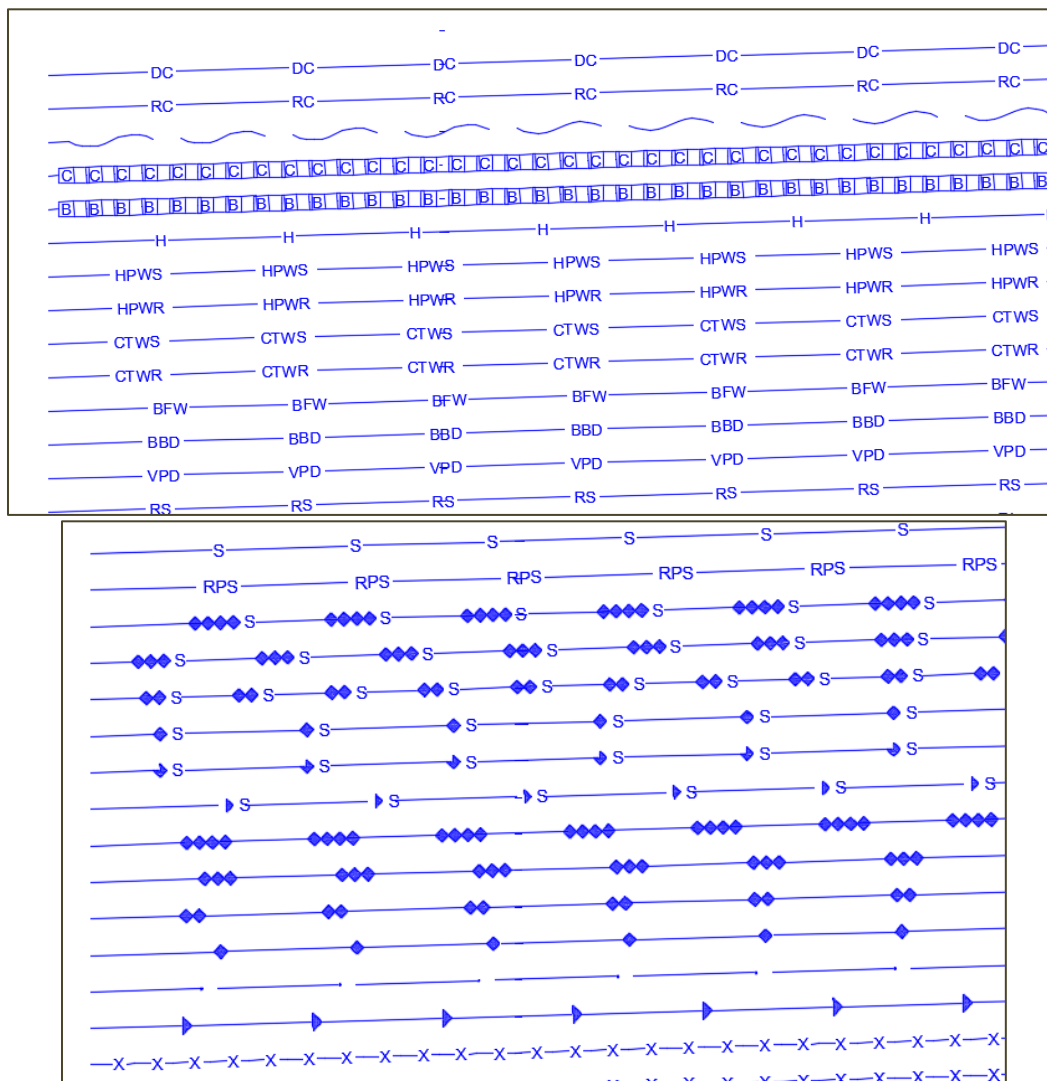 DC DC DC DC DC DC DC
RC RC RC RC RC RC RC
C C C C C C C C C C C C C C C C C C C C C C C C C C C C C C C C C C C C
B B B B B B B B B B B B B B B B B B B B B B B B B B B B B B B B B B B B
H H H H H H H
HPWS HPWS HPWS HPWS HPWS HPWS HPWS
HPWR HPWR HPWR HPWR HPWR HPWR HPWR
CTWS CTWS CTWS CTWS CTWS CTWS CTWS
CTWR CTWR CTWR CTWR CTWR CTWR CTWR
BFW BFW BFW BFW BFW BFW BFW
BBD BBD BBD BBD BBD BBD BBD
VPD VPD VPD VPD VPD VPD VPD
RS RS RS RS RS RS RS
S S S S S S
RPS RPS RPS RPS RPS RPS
S S S S S S
S S S S S S S
S S S S S S S S S
S S S S S S
S S S S S S
S S S S S S
X X X X X X X X X X X X X X X X X X X X X X X X